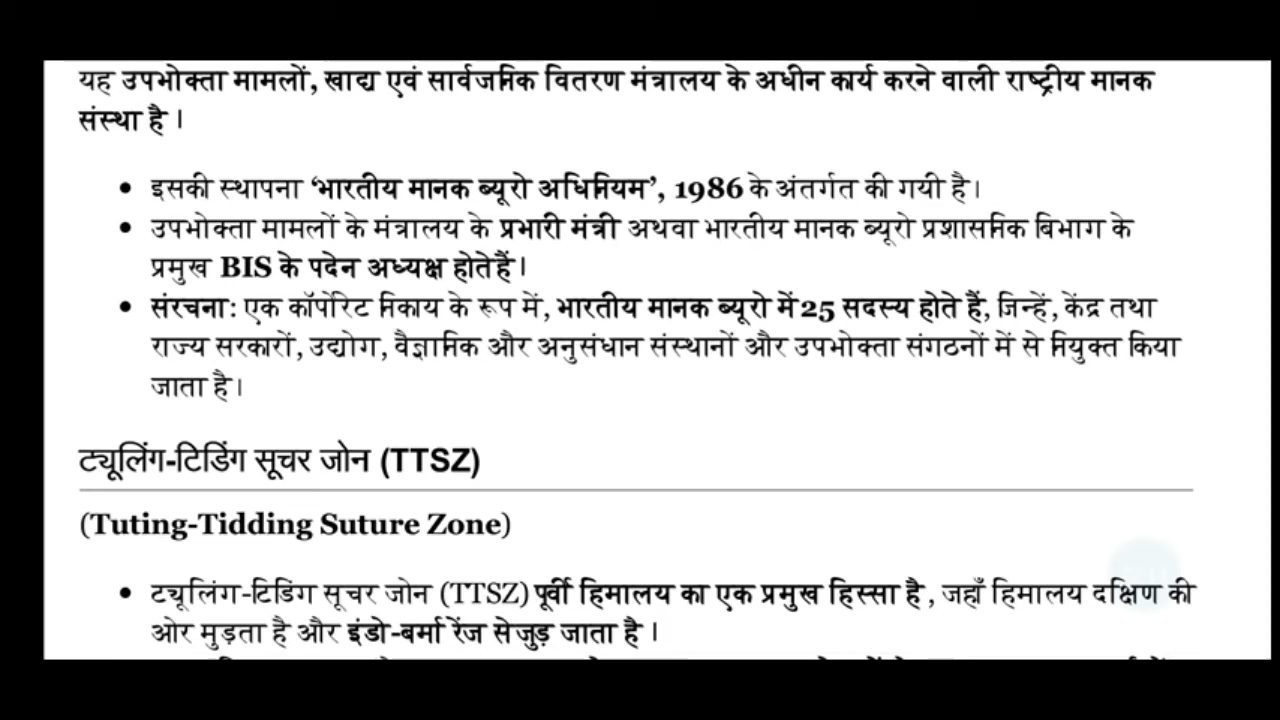 यह उपभोक्ता मामलों, खाद्य एवं सार्वजनिक वितरण मंत्रालय के अधीन कार्य करने वाली राष्ट्रीय मानक
संस्था है।
• इसकी स्थापना ‘भारतीय मानक ब्यूरो अधिनियम’, 1986 के अंतर्गत की गयी है।
• उपभोक्ता मामलों के मंत्रालय के प्रभारी मंत्री अथवा भारतीय मानक ब्यूरो प्रशासनिक विभाग के
प्रमुख BIS के पदेन अध्यक्ष होते हैं।
• संरचना: एक कॉर्पोरेट निकाय के रूप में, भारतीय मानक ब्यूरो में 25 सदस्य होते हैं, जिन्हें, केंद्र तथा
राज्य सरकारों, उद्योग, वैज्ञानिक और अनुसंधान संस्थानों और उपभोक्ता संगठनों में से नियुक्त किया
जाता है।
ट्यूलिंग-टिडिंग सूचर जोन (TTSZ)
(Tuting-Tidding Suture Zone)
• ट्यूलिंग-टिडिंग सूचर जोन (TTSZ) पूर्वी हिमालय का एक प्रमुख हिस्सा है, जहाँ हिमालय दक्षिण की
ओर मुड़ता है और इंडो-बर्मा रेंज से जुड़ जाता है।